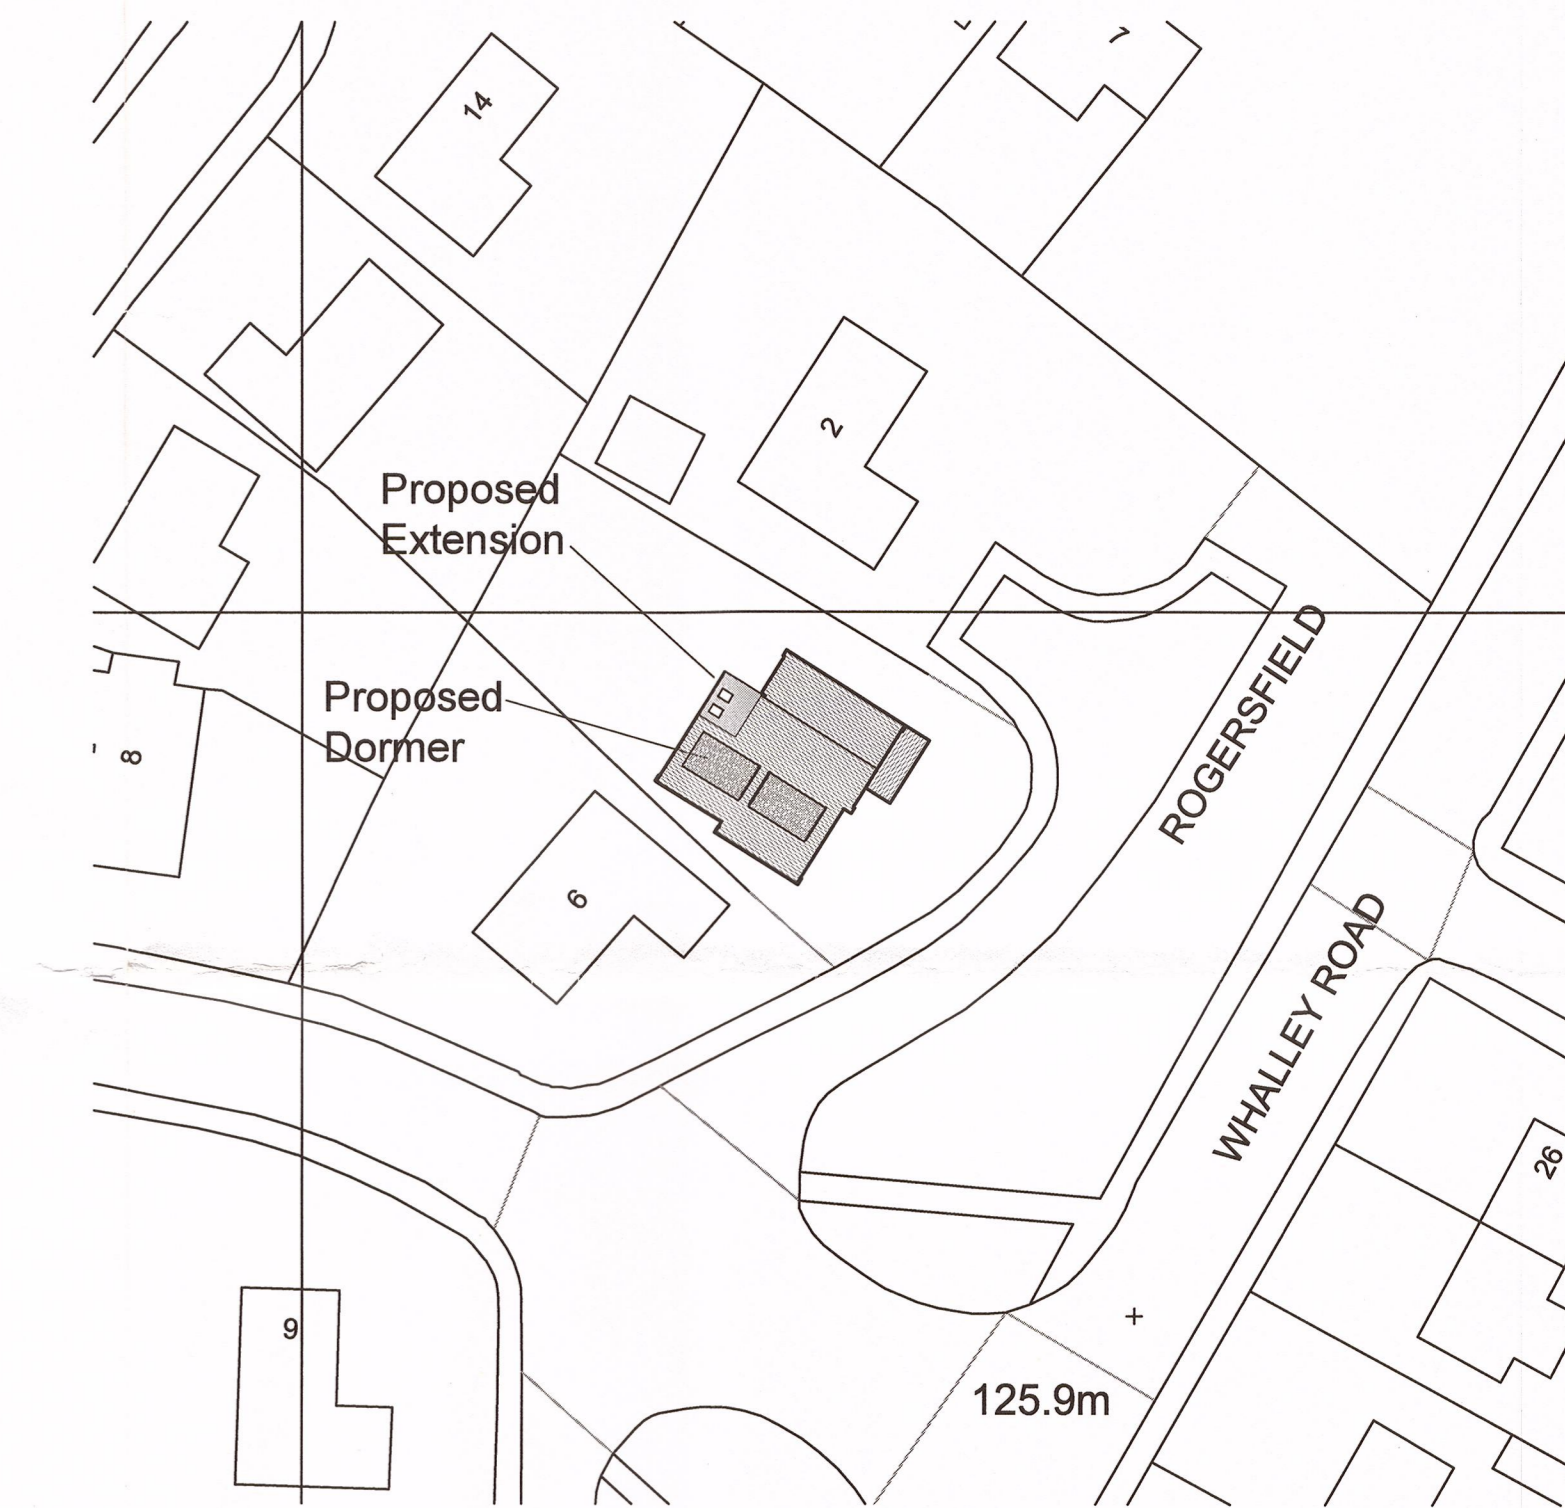 7
14
2
Proposed
Extension
Proposed
Dormer
ROGERSFIELD
8
6
WHALLEY ROAD
26
9
125.9m